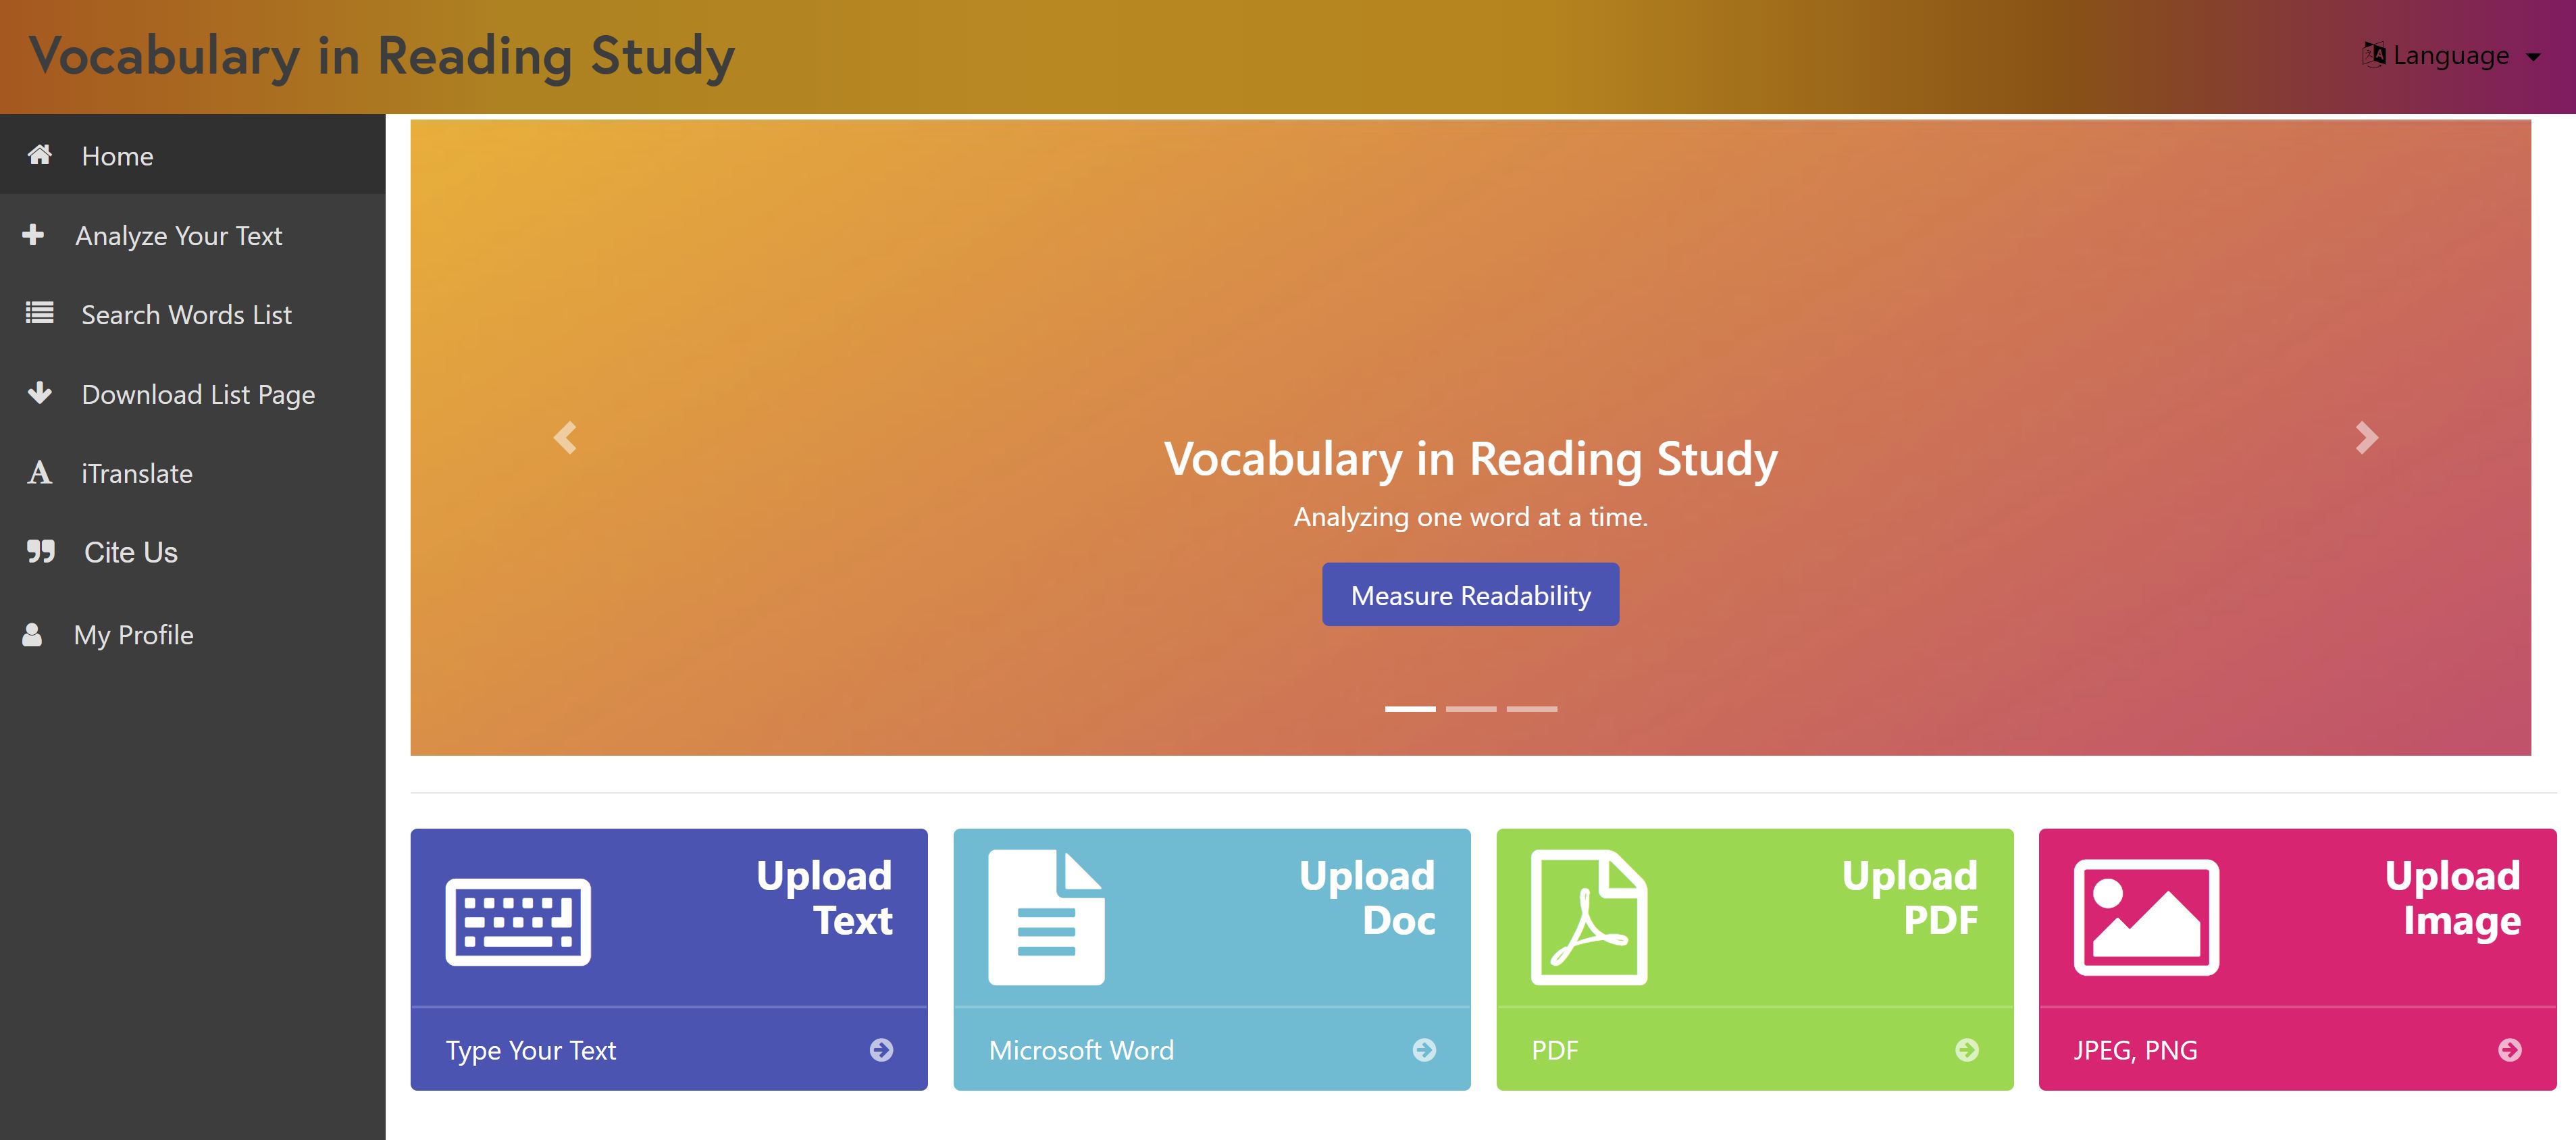 Vocabulary in Reading Study
Language
Home
Analyze Your Text
Search Words List
Download List Page
iTranslate
Cite Us
My Profile
Vocabulary in Reading Study
Analyzing one word at a time.
Measure Readability
Upload
Text
Type Your Text
Upload
Doc
Microsoft Word
Upload
PDF
PDF
Upload
Image
JPEG, PNG